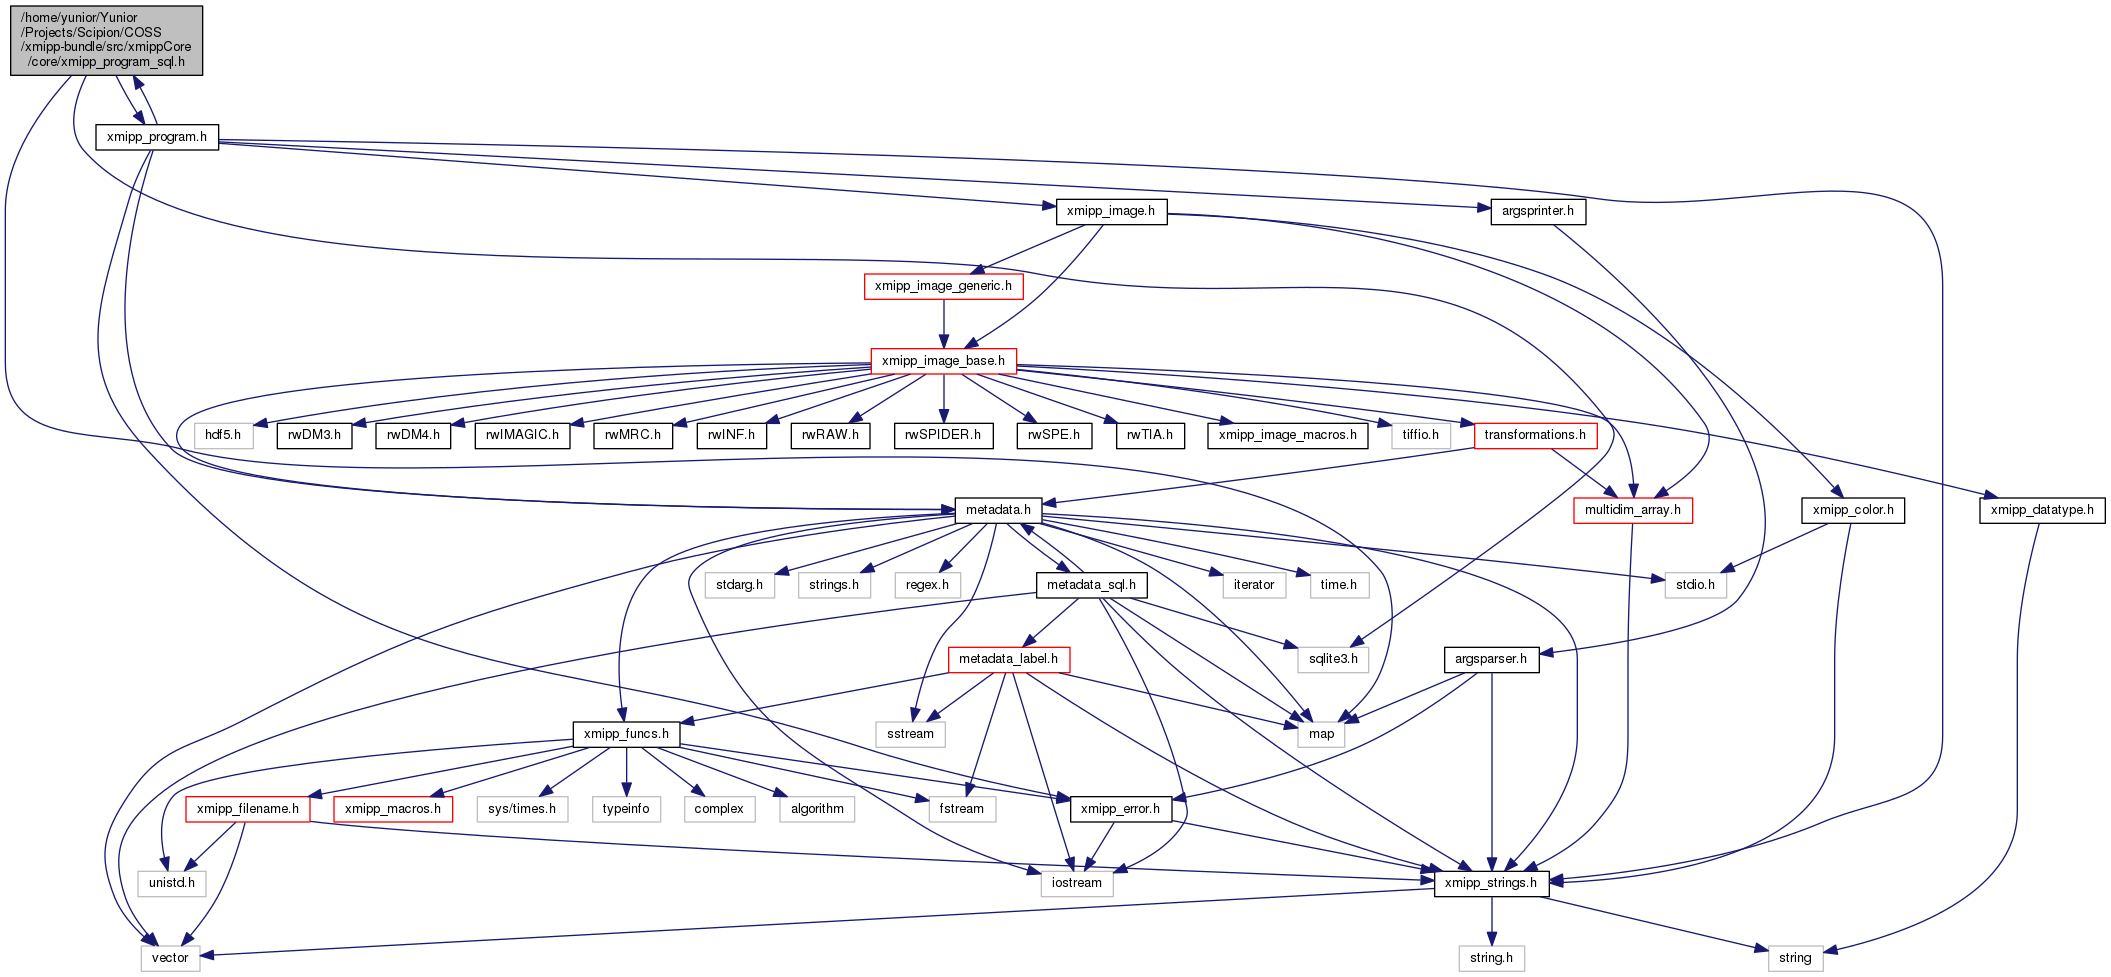 /home/yunior/Yunior
/Projects/Scipion/COSS
/xmipp-bundle/src/xmippCore
/core/xmipp_program_sql.h
xmipp_program.h
xmipp_image.h
argsprinter.h
xmipp_image_generic.h
xmipp_image_base.h
hdf5.h
rwDM3.h
rwDM4.h
rwIMAGIC.h
rwMRC.h
rwINF.h
rwRAW.h
rwSPIDER.h
rwSPE.h
rwTIA.h
xmipp_image_macros.h
tiffio.h
transformations.h
metadata.h
multidim_array.h
xmipp_color.h
xmipp_datatype.h
stdarg.h
strings.h
regex.h
metadata_sql.h
iterator
time.h
stdio.h
metadata_label.h
sqlite3.h
argsparser.h
xmipp_funcs.h
sstream
map
xmipp_filename.h
xmipp_macros.h
sys/times.h
typeinfo
complex
algorithm
fstream
xmipp_error.h
unistd.h
iostream
xmipp_strings.h
vector
string.h
string